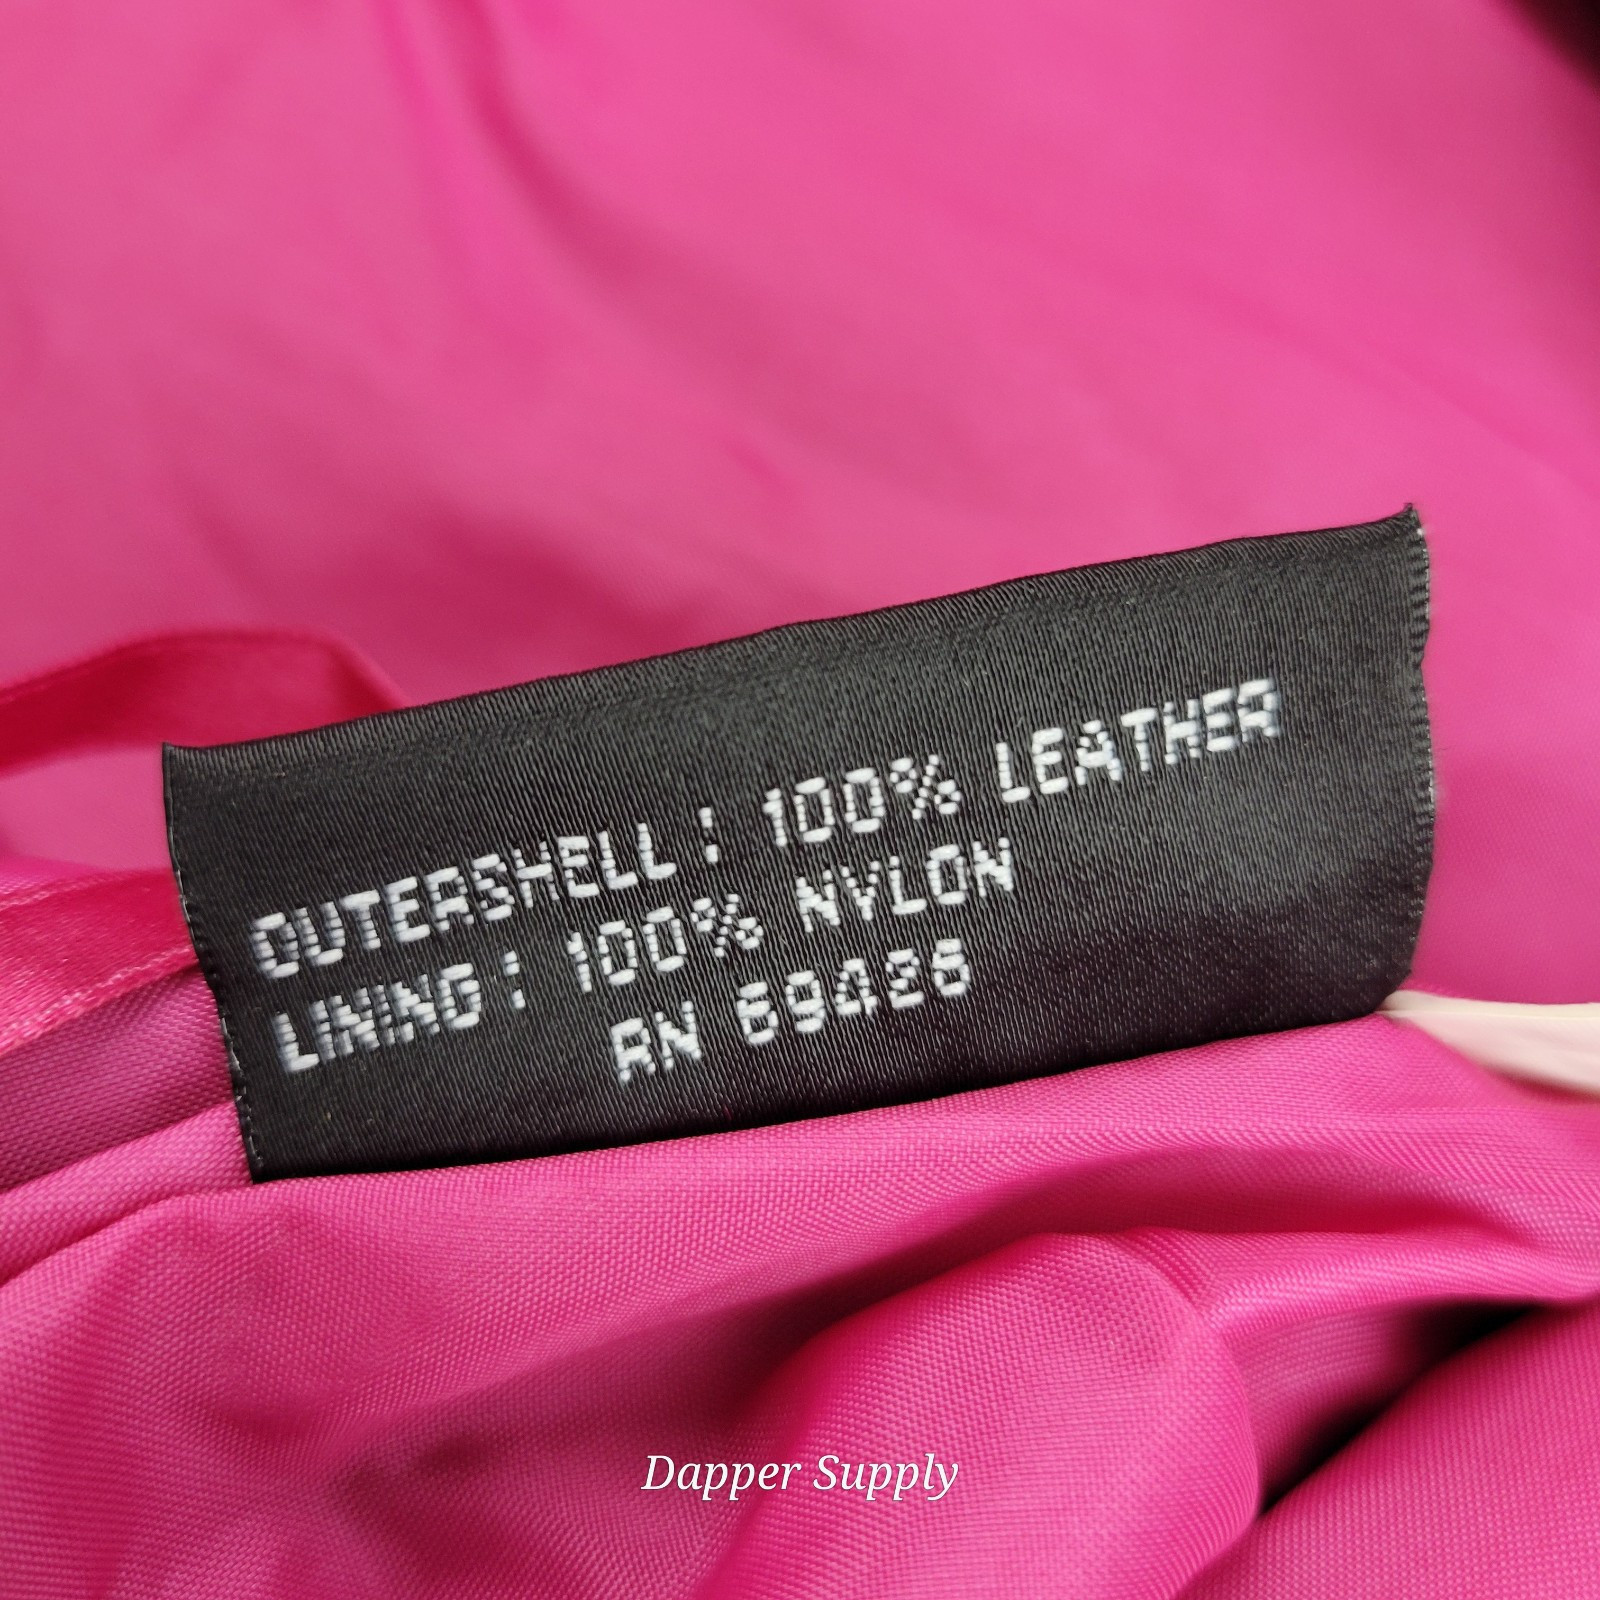 OUTERSHELL : 100% LEATHER
LINING : 100% NYLON
RN 69426
Dapper Supply